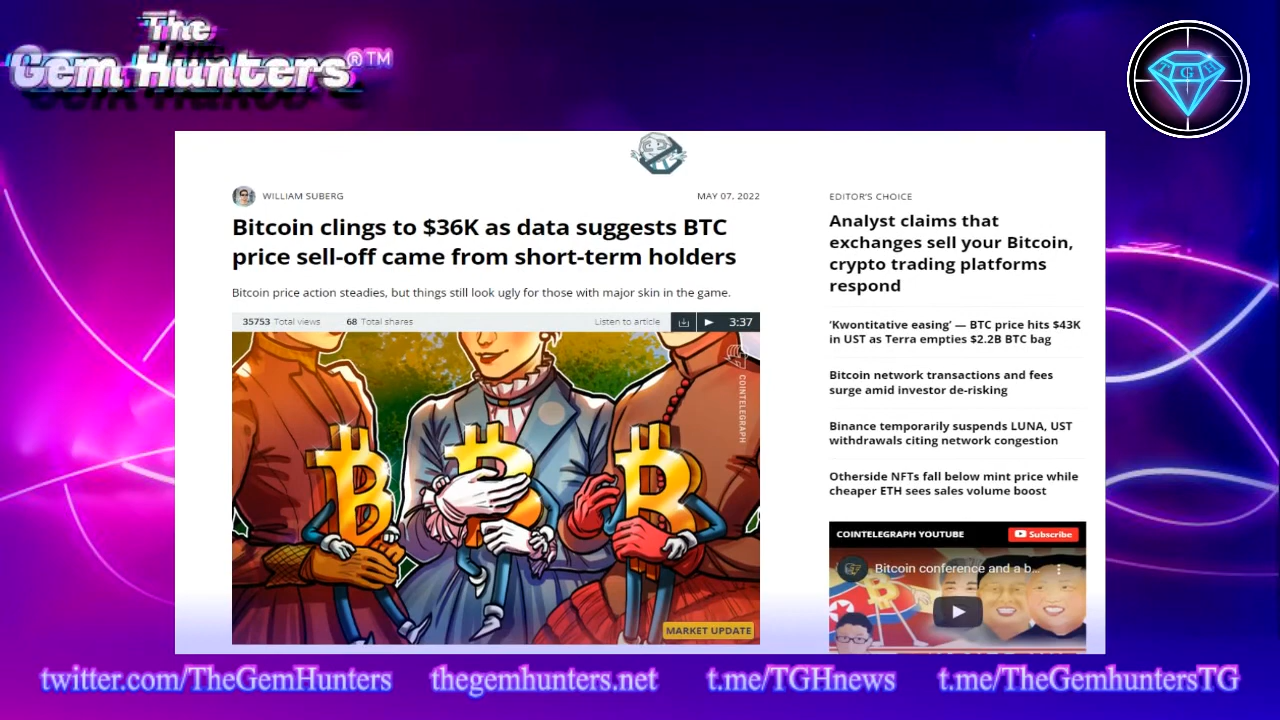 The
Gem Hunters®™
T G H
WILLIAM SUBERG
MAY 07, 2022
Bitcoin clings to $36K as data suggests BTC
price sell-off came from short-term holders
Bitcoin price action steadies, but things still look ugly for those with major skin in the game.
35753 Total views 68 Total shares Listen to article 3:37
COINTELEGRAPH
MARKET UPDATE
EDITOR'S CHOICE
Analyst claims that
exchanges sell your Bitcoin,
crypto trading platforms
respond
‘Kwontitative easing’ — BTC price hits $43K
in UST as Terra empties $2.2B BTC bag
Bitcoin network transactions and fees
surge amid investor de-risking
Binance temporarily suspends LUNA, UST
withdrawals citing network congestion
Otherside NFTs fall below mint price while
cheaper ETH sees sales volume boost
COINTELEGRAPH YOUTUBE Subscribe
Bitcoin conference and a b...
twitter.com/TheGemHunters thegemhunters.net t.me/TGHnews t.me/TheGemhuntersTG